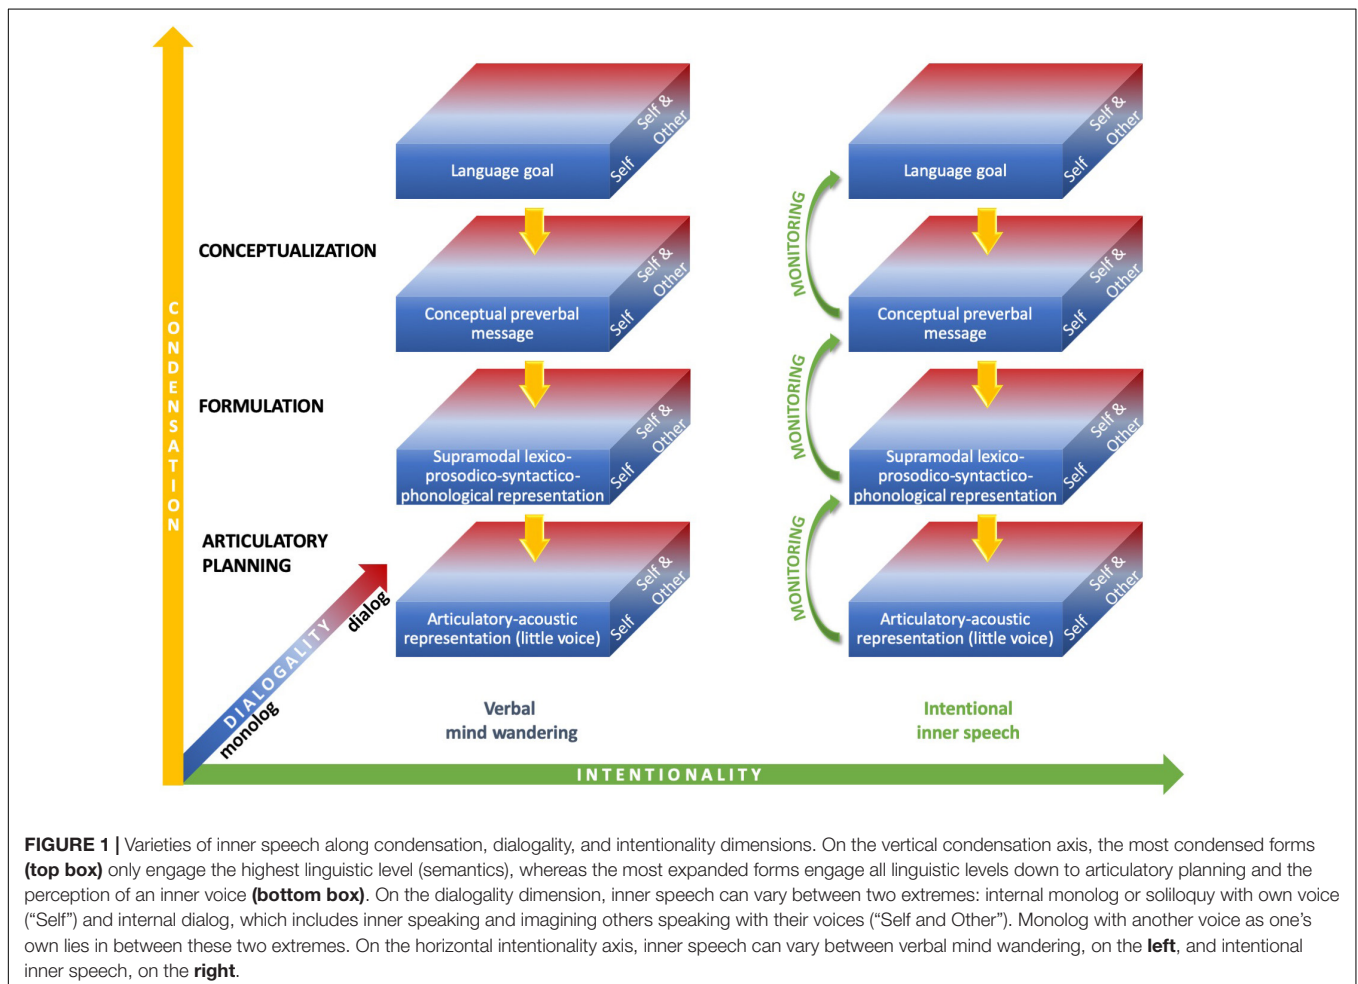 CONDENSATION
CONCEPTUALIZATION
FORMULATION
ARTICULATORY
PLANNING
DIALOGALITY
monolog
dialog
Language goal
Self
Self &
Other
Conceptual preverbal
message
Self
Self &
Other
Supramodal lexico-
prosodico-syntactico-
phonological representation
Self
Self &
Other
Articulatory-acoustic
representation (little voice)
Self
Self &
Other
Verbal
mind wandering
Language goal
Self
Self &
Other
MONITORING
Conceptual preverbal
message
Self
Self &
Other
MONITORING
Supramodal lexico-
prosodico-syntactico-
phonological representation
Self
Self &
Other
MONITORING
Articulatory-acoustic
representation (little voice)
Self
Self &
Other
Intentional
inner speech
INTENTIONALITY
FIGURE 1 | Varieties of inner speech along condensation, dialogality, and intentionality dimensions. On the vertical condensation axis, the most condensed forms
(top box) only engage the highest linguistic level (semantics), whereas the most expanded forms engage all linguistic levels down to articulatory planning and the
perception of an inner voice (bottom box). On the dialogality dimension, inner speech can vary between two extremes: internal monolog or soliloquy with own voice
(“Self”) and internal dialog, which includes inner speaking and imagining others speaking with their voices (“Self and Other”). Monolog with another voice as one’s
own lies in between these two extremes. On the horizontal intentionality axis, inner speech can vary between verbal mind wandering, on the left, and intentional
inner speech, on the right.